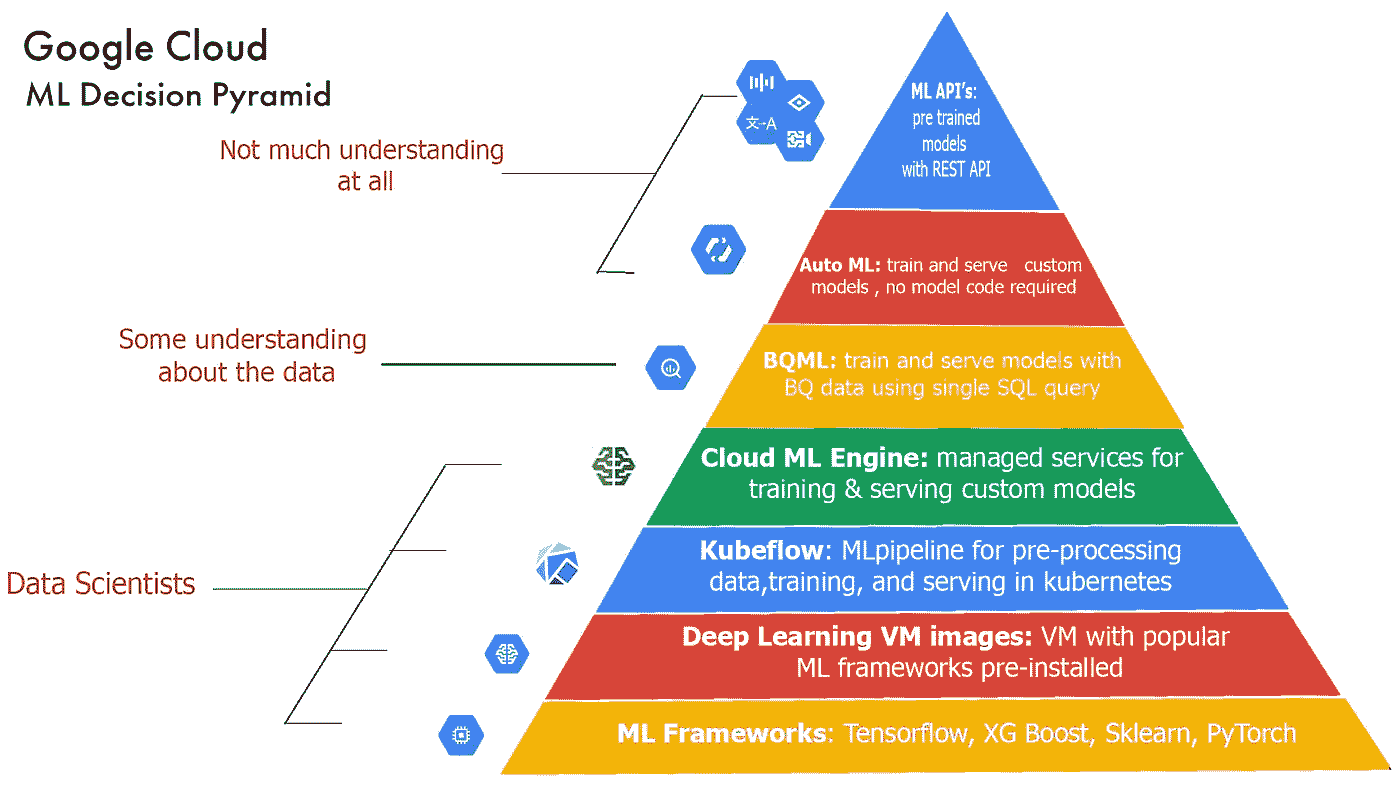 Google Cloud
ML Decision Pyramid
Not much understanding
at all
文→A
ML API's:
pre trained
models
with REST API
Auto ML: train and serve custom
models , no model code required
Some understanding
about the data
BQML: train and serve models with
BQ data using single SQL query
Cloud ML Engine: managed services for
training & serving custom models
Data Scientists
Kubeflow: MLpipeline for pre-processing
data,training, and serving in kubernetes
Deep Learning VM images: VM with popular
ML frameworks pre-installed
ML Frameworks: Tensorflow, XG Boost, Sklearn, PyTorch